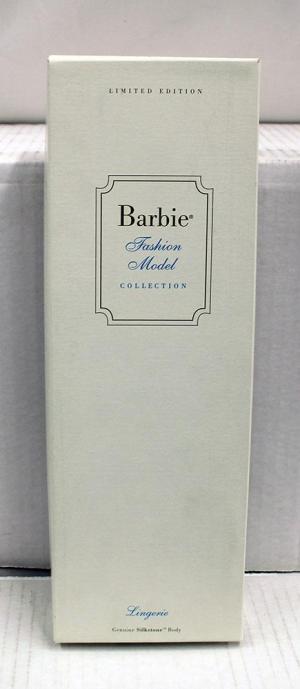 LIMITED EDITION
Barbie®
Fashion
Model
COLLECTION
Lingerie
Genuine Silkstone™ Body